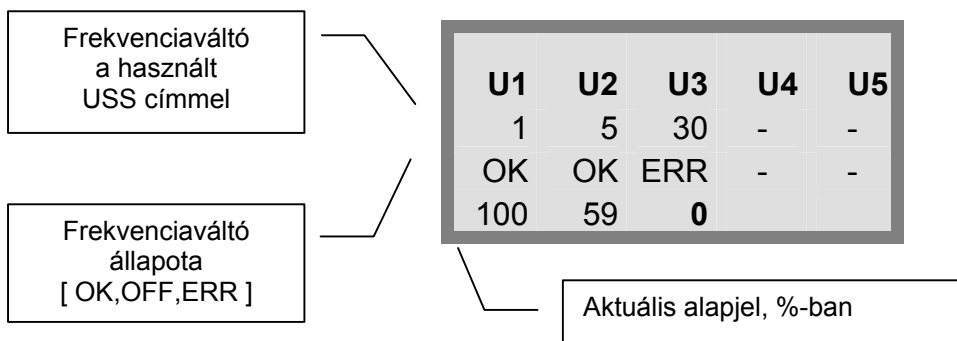 Frekvenciaváltó
a használt
USS címmel
U1 U2 U3 U4 U5
1 5 30 - -
OK OK ERR - -
100 59 0
Frekvenciaváltó
állapota
[ OK,OFF,ERR ]
Aktuális alapjel, %-ban